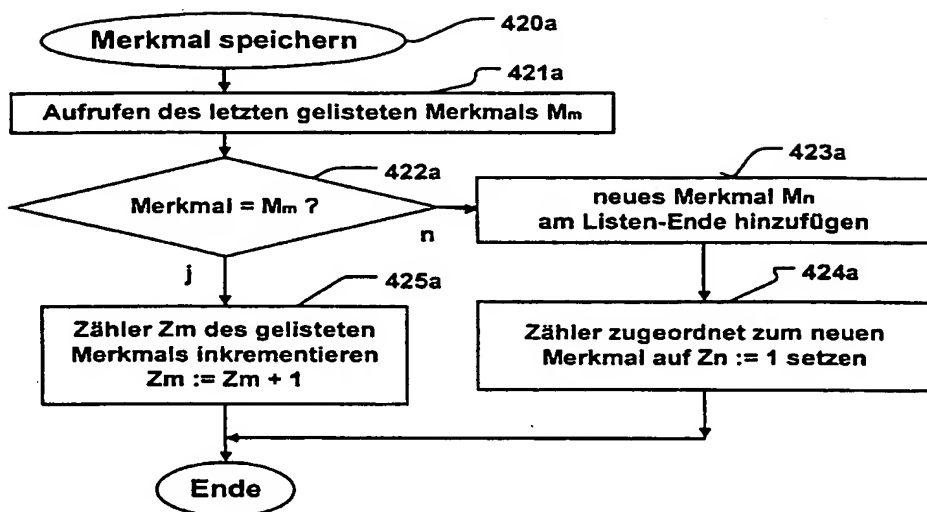 Merkmal speichern
420a
421a
Aufrufen des letzten gelisteten Merkmals Mm
422a
Merkmal = Mm ?
n
j
423a
neues Merkmal Mn
am Listen-Ende hinzufügen
424a
Zähler zugeordnet zum neuen
Merkmal auf Zn := 1 setzen
425a
Zähler Zm des gelisteten
Merkmals inkrementieren
Zm := Zm + 1
Ende